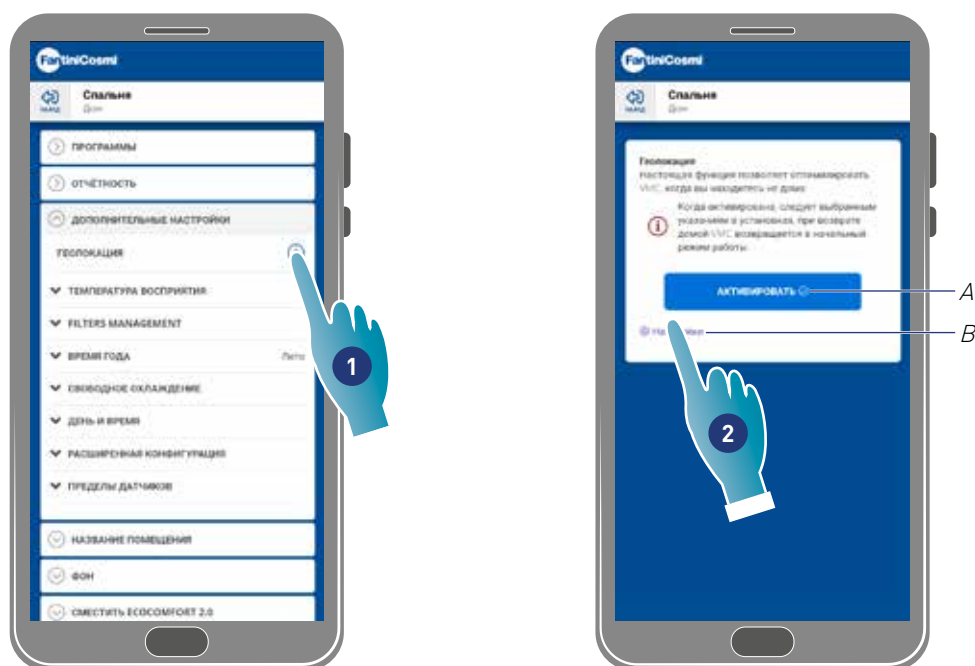 FantiniCosmi
НАЗАД
Спальня
Дом
ПРОГРАММЫ
ОТЧЁТНОСТЬ
ДОПОЛНИТЕЛЬНЫЕ НАСТРОЙКИ
ГЕОЛОКАЦИЯ
ТЕМПЕРАТУРА ВОСПРИЯТИЯ
FILTERS MANAGEMENT
ВРЕМЯ ГОДА
Лето
СВОБОДНОЕ ОХЛАЖДЕНИЕ
ДЕНЬ И ВРЕМЯ
РАСШИРЕННАЯ КОНФИГУРАЦИЯ
ПРЕДЕЛЫ ДАТЧИКОВ
НАЗВАНИЕ ПОМЕЩЕНИЯ
ФОН
СМЕСТИТЬ ECOCOMFORT 2.0
1
FantiniCosmi
НАЗАД
Спальня
Дом
Геолокация
Настоящая функция позволяет оптимизировать
VMC, когда вы находитесь не дома
Когда активирована, следует выбранным
указаниям в установках, при возврате
домой VMC возвращается в начальный
режим работы
АКТИВИРОВАТЬ
A
B
2